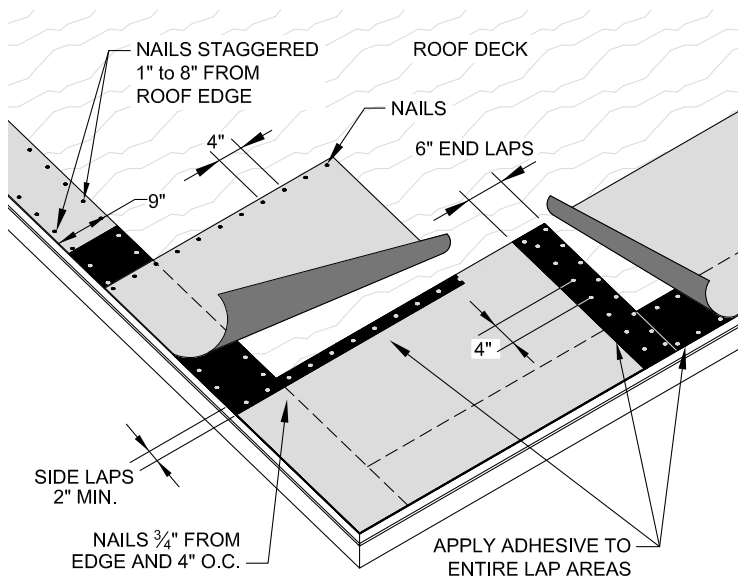 NAILS STAGGERED
1" to 8" FROM
ROOF EDGE
ROOF DECK
NAILS
4"
6" END LAPS
9"
4"
SIDE LAPS
2" MIN.
NAILS ¾" FROM
EDGE AND 4" O.C.
APPLY ADHESIVE TO
ENTIRE LAP AREAS